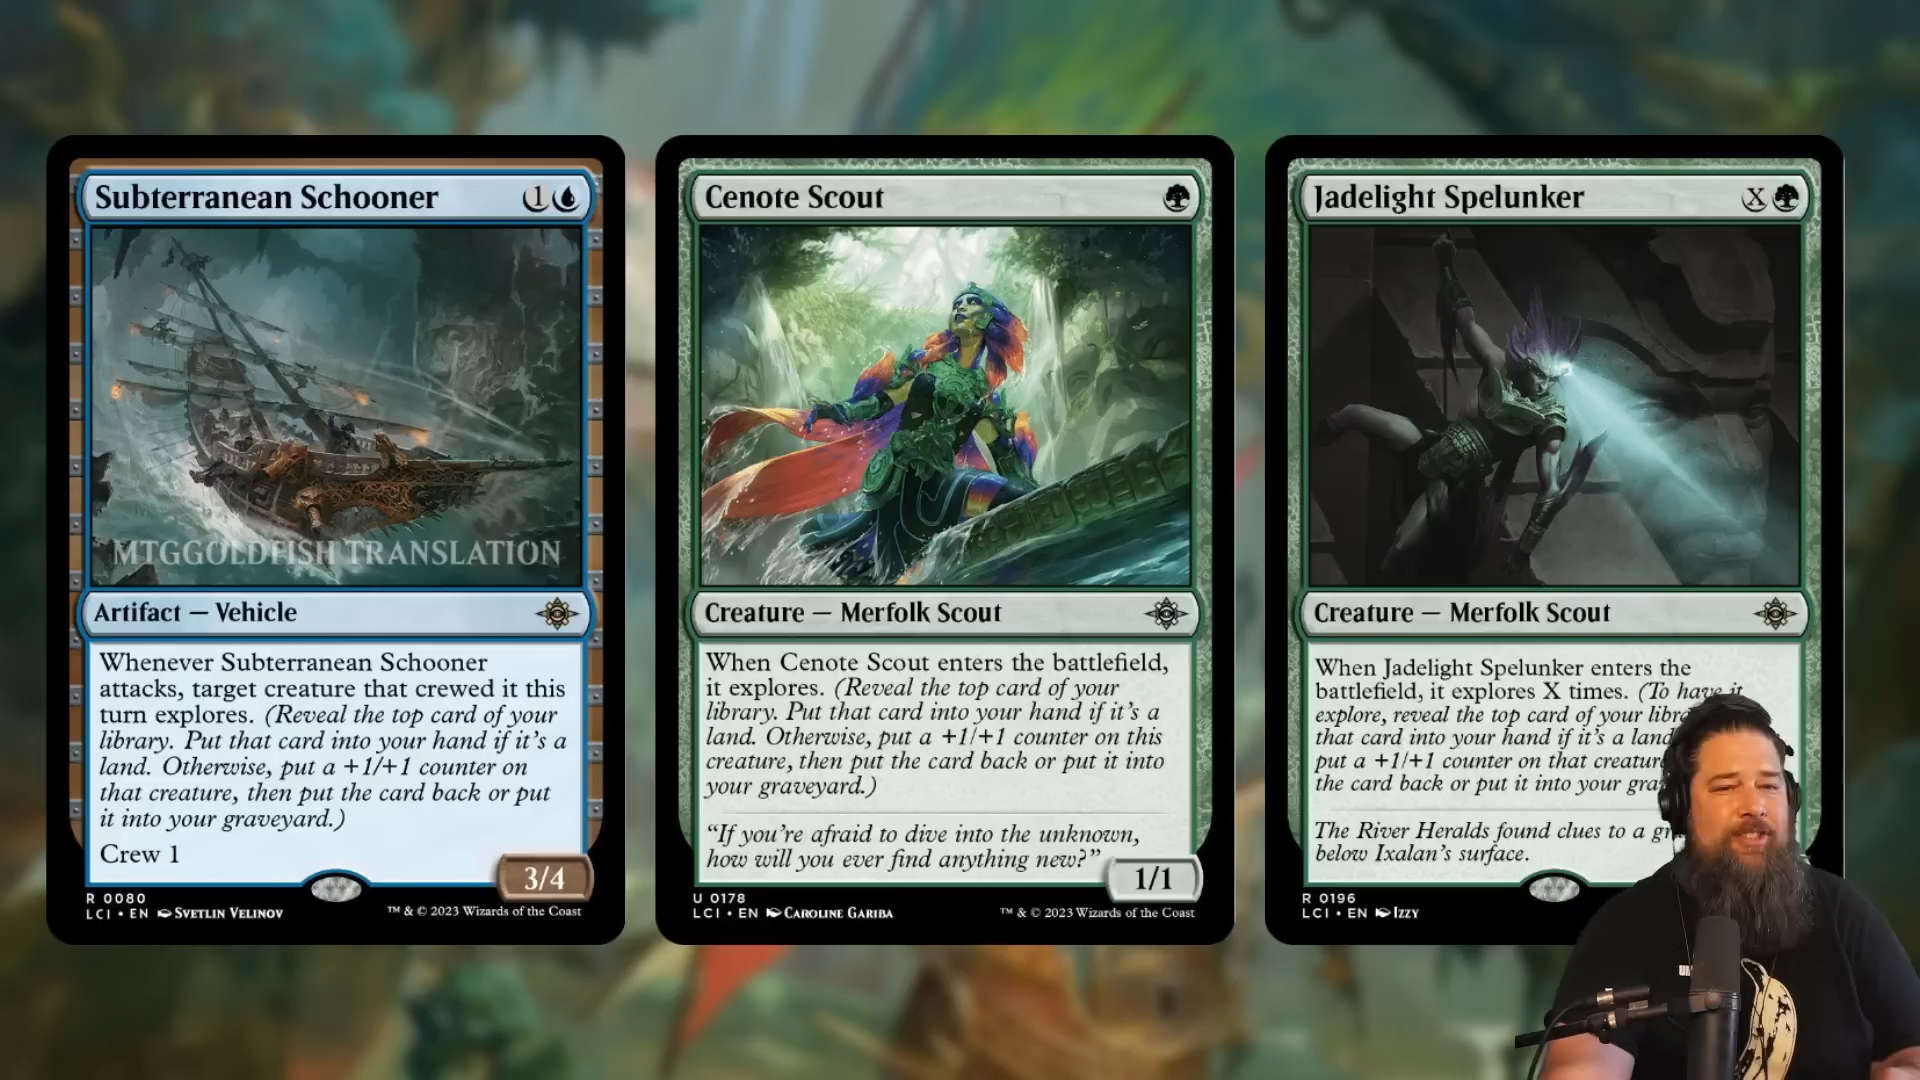 Subterranean Schooner 1
MTGGOLDFISH TRANSLATION
Artifact — Vehicle
Whenever Subterranean Schooner
attacks, target creature that crewed it this
turn explores. (Reveal the top card of your
library. Put that card into your hand if it's a
land. Otherwise, put a +1/+1 counter on
that creature, then put the card back or put
it into your graveyard.)
Crew 1
3/4
R 0080
LCI • EN Svetlin Velinov
™ & © 2023 Wizards of the Coast
Cenote Scout
Creature — Merfolk Scout
When Cenote Scout enters the battlefield,
it explores. (Reveal the top card of your
library. Put that card into your hand if it's a
land. Otherwise, put a +1/+1 counter on this
creature, then put the card back or put it into
your graveyard.)
"If you're afraid to dive into the unknown,
how will you ever find anything new?"
1/1
U 0178
LCI • EN Caroline Gariba
™ & © 2023 Wizards of the Coast
Jadelight Spelunker X
Creature — Merfolk Scout
When Jadelight Spelunker enters the
battlefield, it explores X times. (To have it
explore, reveal the top card of your
that card into your hand if it's a land
put a +1/+1 counter on that
the card back or put it into your
The River Heralds found clues to a
below Ixalan's surface.
R 0196
LCI • EN Izzy